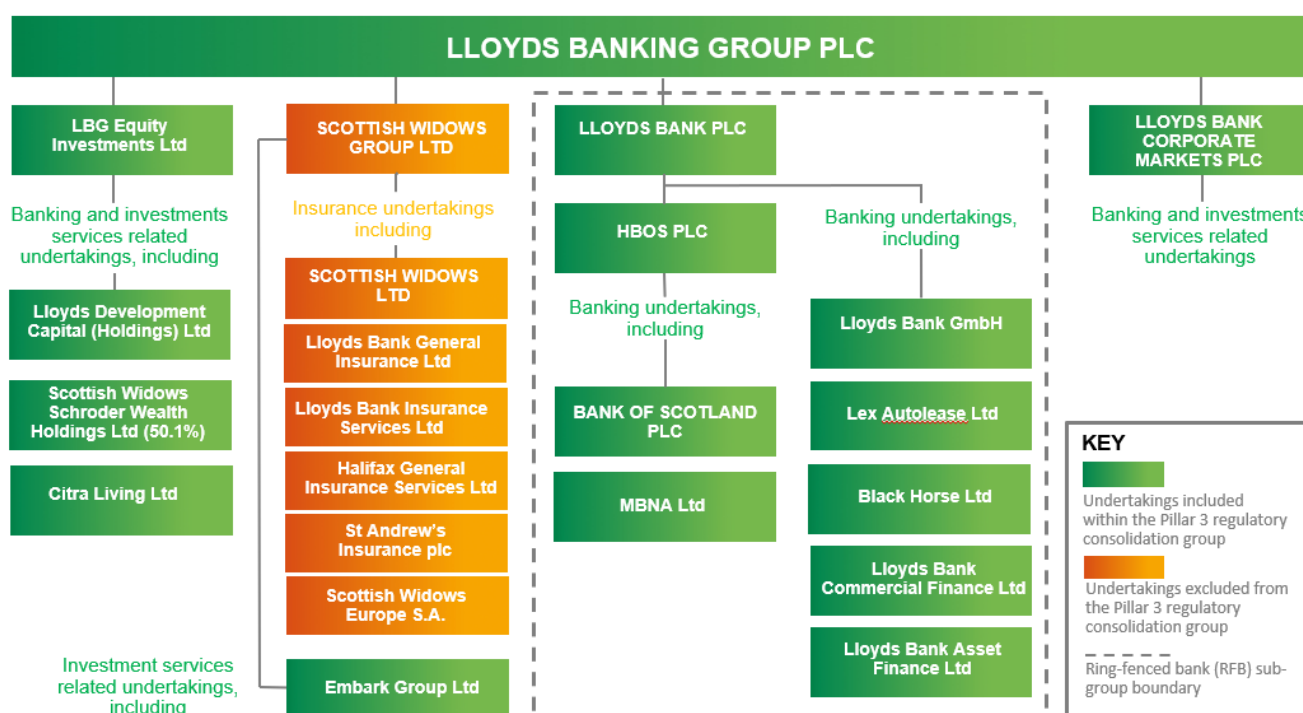 LLOYDS BANKING GROUP PLC
LBG Equity
Investments Ltd
Banking and investments
services related
undertakings, including
Lloyds Development
Capital (Holdings) Ltd
Scottish Widows
Schroder Wealth
Holdings Ltd (50.1%)
Citra Living Ltd
SCOTTISH WIDOWS
GROUP LTD
Insurance undertakings
including
SCOTTISH WIDOWS
LTD
Lloyds Bank General
Insurance Ltd
Lloyds Bank Insurance
Services Ltd
Halifax General
Insurance Services Ltd
St Andrew's
Insurance plc
Scottish Widows
Europe S.A.
Investment services
related undertakings,
including
Embark Group Ltd
LLOYDS BANK PLC
HBOS PLC
Banking undertakings,
including
BANK OF SCOTLAND
PLC
MBNA Ltd
Banking undertakings,
including
Lloyds Bank GmbH
Lex Autolease Ltd
Black Horse Ltd
Lloyds Bank
Commercial Finance Ltd
Lloyds Bank Asset
Finance Ltd
LLOYDS BANK
CORPORATE
MARKETS PLC
Banking and investments
services related
undertakings
KEY
Undertakings included
within the Pillar 3 regulatory
consolidation group
Undertakings excluded from
the Pillar 3 regulatory
consolidation group
Ring-fenced bank (RFB) sub-
group boundary